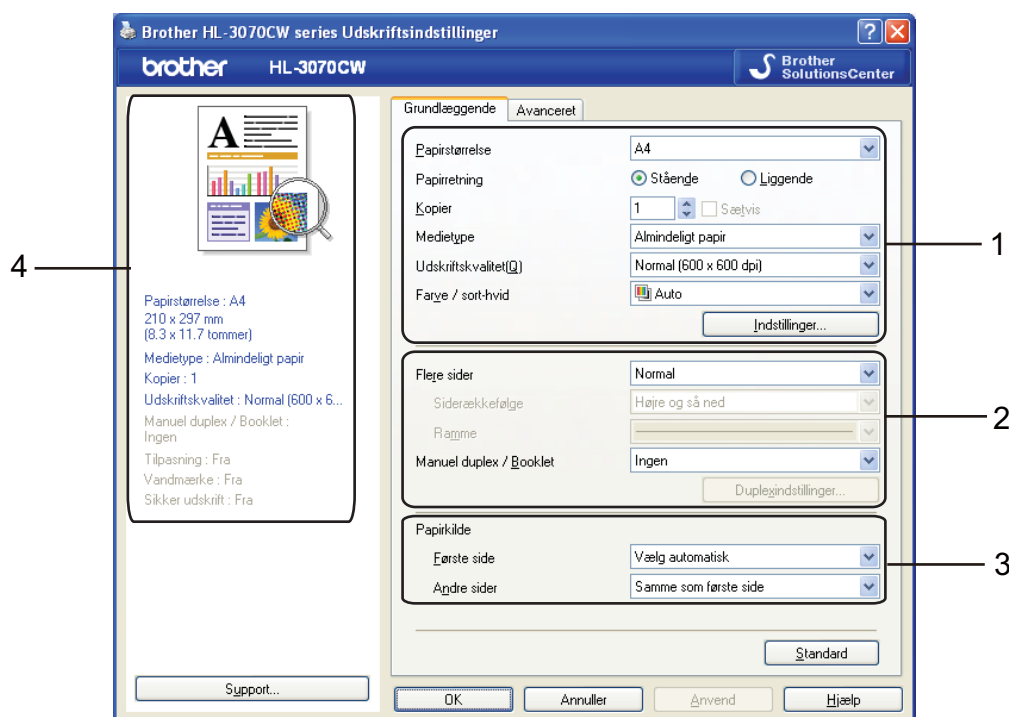 Brother HL-3070CW series Udskriftsindstillinger
brother HL-3070CW
Brother
SolutionsCenter
A
Papirstørrelse : A4
210 x 297 mm
(8.3 x 11.7 tommer)
Medietype : Almindeligt papir
Kopier : 1
Udskriftskvalitet : Normal (600 x 6...
Manuel duplex / Booklet :
Ingen
Tilpasning : Fra
Vandmærke : Fra
Sikker udskrift : Fra
4
Support...
Grundlæggende Avanceret
Papirstørrelse A4
Papirretning Stående Liggende
Kopier 1 Sætvis
Medietype Almindeligt papir
Udskriftskvalitet(Q) Normal (600 x 600 dpi)
Farve / sort-hvid Auto
Indstillinger...
1
Flere sider Normal
Siderækkefølge Højre og så ned
Ramme
Manuel duplex / Booklet Ingen
Duplexindstillinger...
2
Papirkilde
Første side Vælg automatisk
Andre sider Samme som første side
3
Standard
OK Annuller Anvend Hjælp